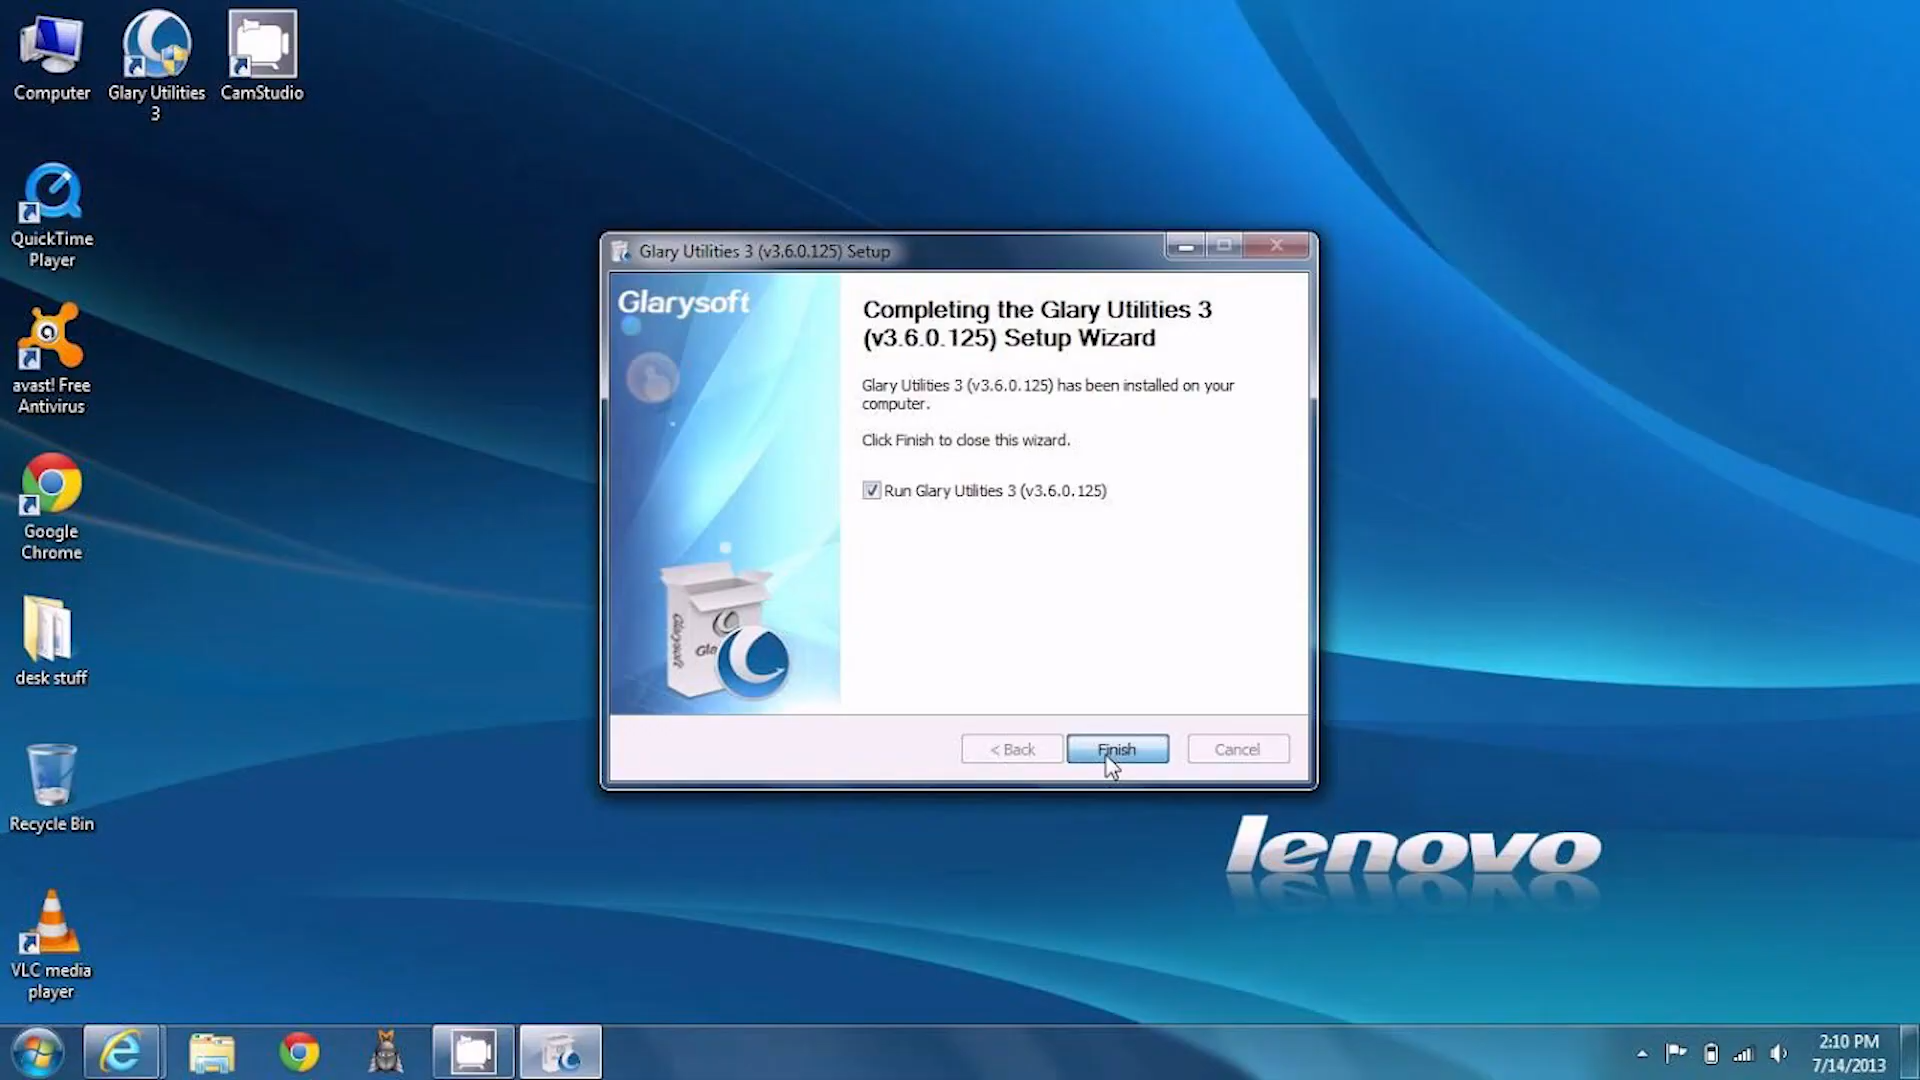 Computer
Glary Utilities
3
CamStudio
QuickTime
Player
avast! Free
Antivirus
Google
Chrome
desk stuff
Recycle Bin
VLC media
player
Glary Utilities 3 (v3.6.0.125) Setup
Glarysoft
Completing the Glary Utilities 3
(v3.6.0.125) Setup Wizard
Glary Utilities 3 (v3.6.0.125) has been installed on your
computer.
Click Finish to close this wizard.
Run Glary Utilities 3 (v3.6.0.125)
Glarysoft
Gla
< Back
Finish
Cancel
lenovo
2:10 PM
7/14/2013